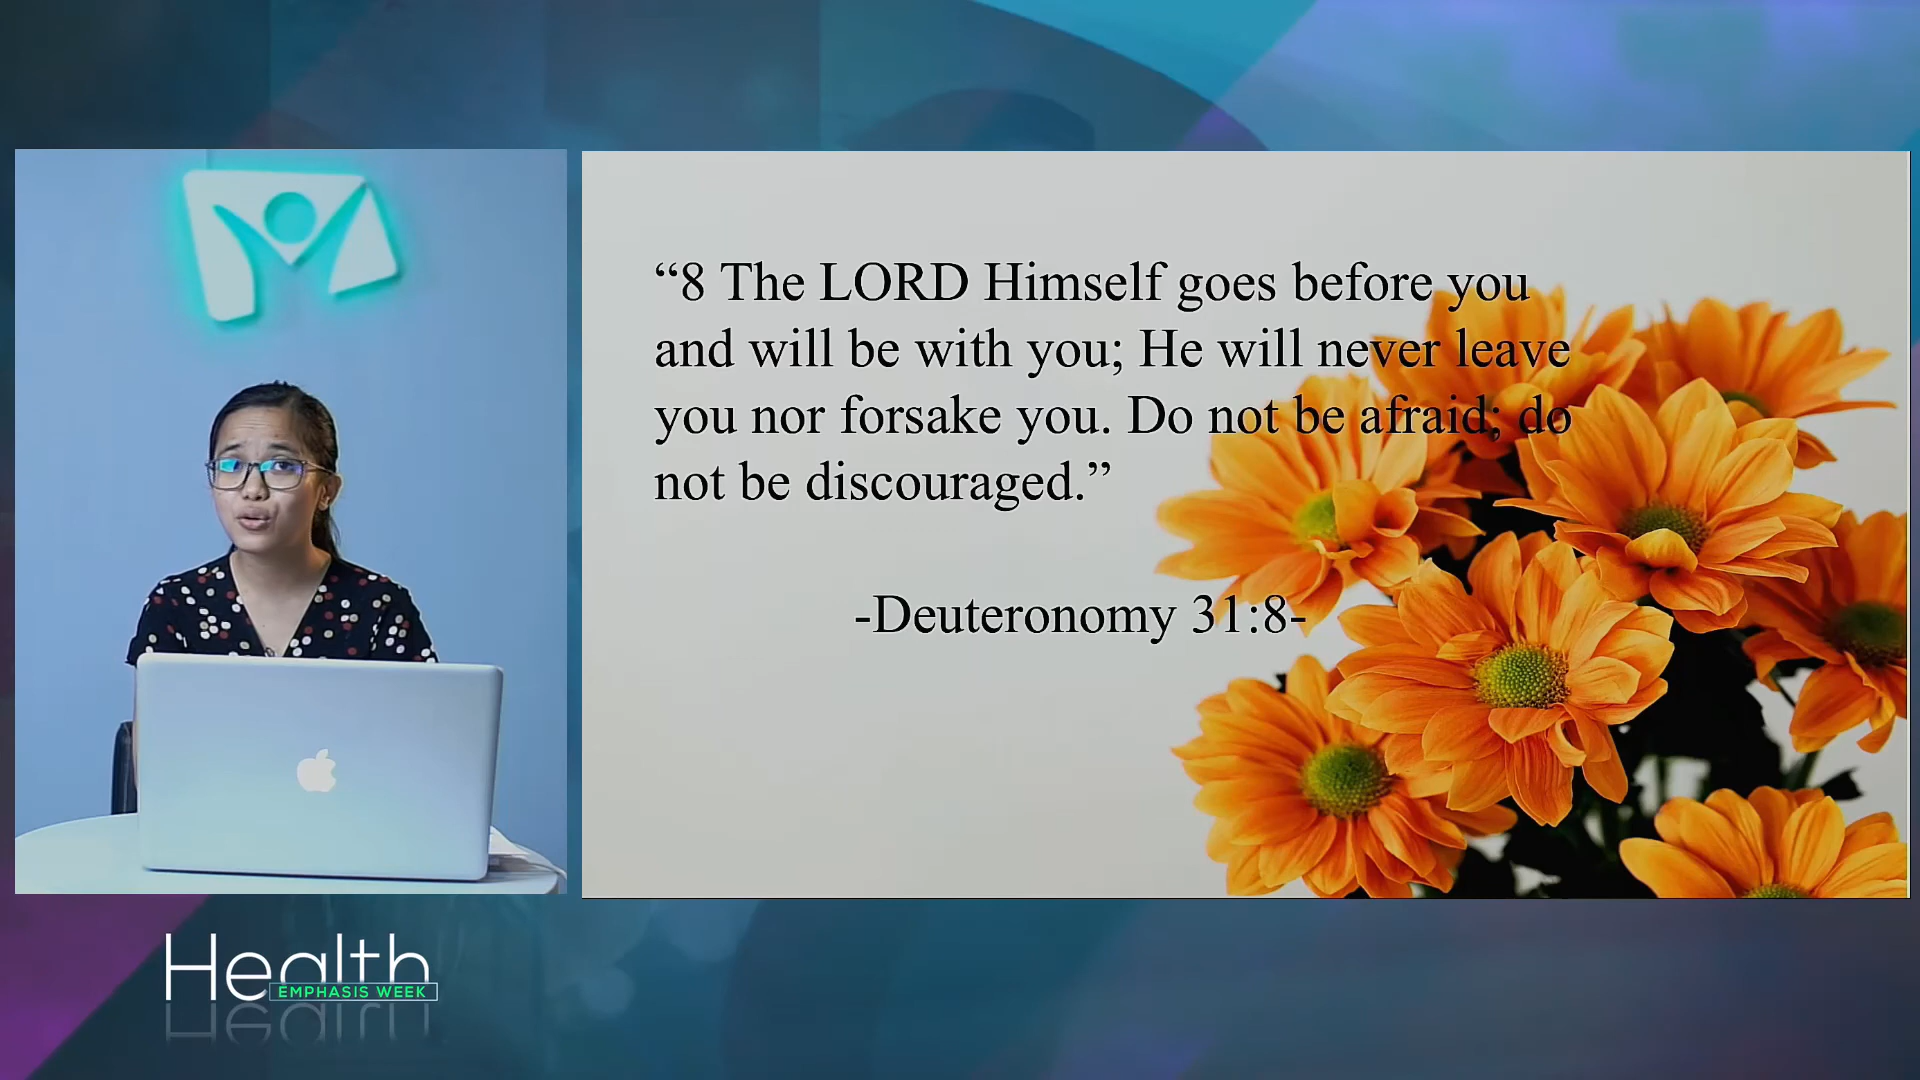 “8 The LORD Himself goes before you
and will be with you; He will never leave
you nor forsake you. Do not be afraid; do
not be discouraged.”
-Deuteronomy 31:8-
Health
EMPHASIS WEEK